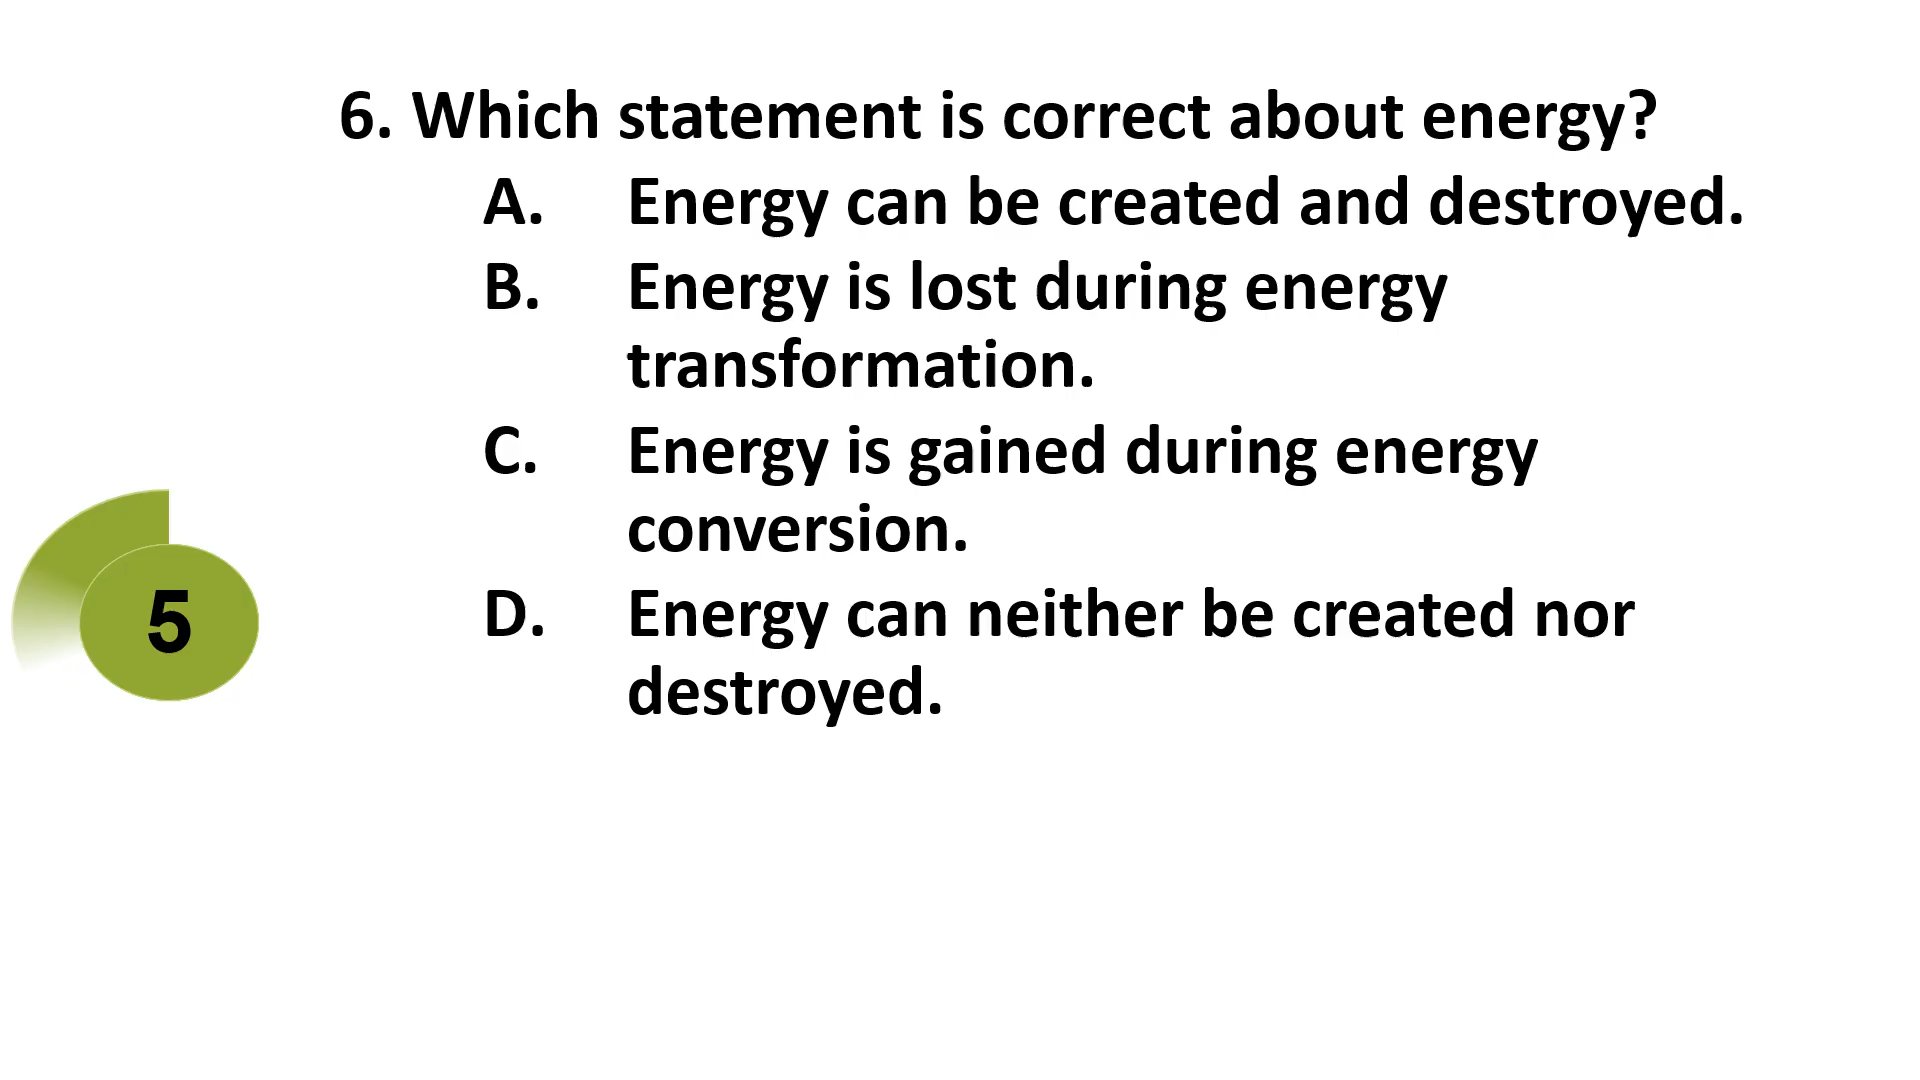 6. Which statement is correct about energy?
A. Energy can be created and destroyed.
B. Energy is lost during energy
transformation.
C. Energy is gained during energy
conversion.
5
D. Energy can neither be created nor
destroyed.